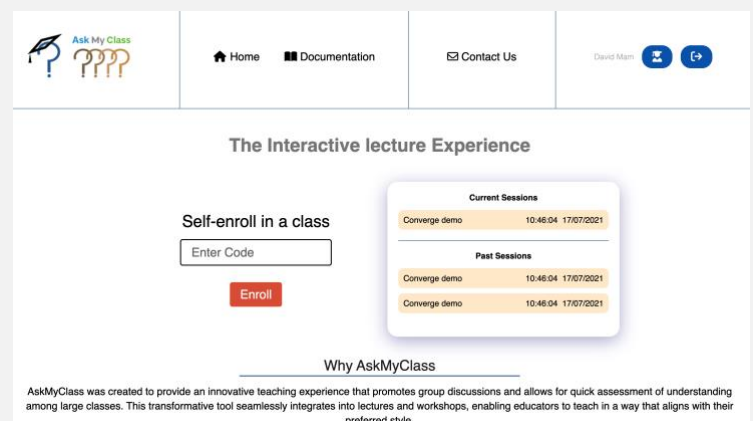 Ask My Class
Home
Documentation
Contact Us
David Mam
The Interactive lecture Experience
Self-enroll in a class
Enter Code
Enroll
Current Sessions
Converge demo 10:46:04 17/07/2021
Past Sessions
Converge demo 10:46:04 17/07/2021
Converge demo 10:46:04 17/07/2021
Why AskMyClass
AskMyClass was created to provide an innovative teaching experience that promotes group discussions and allows for quick assessment of understanding
among large classes. This transformative tool seamlessly integrates into lectures and workshops, enabling educators to teach in a way that aligns with their
preferred style